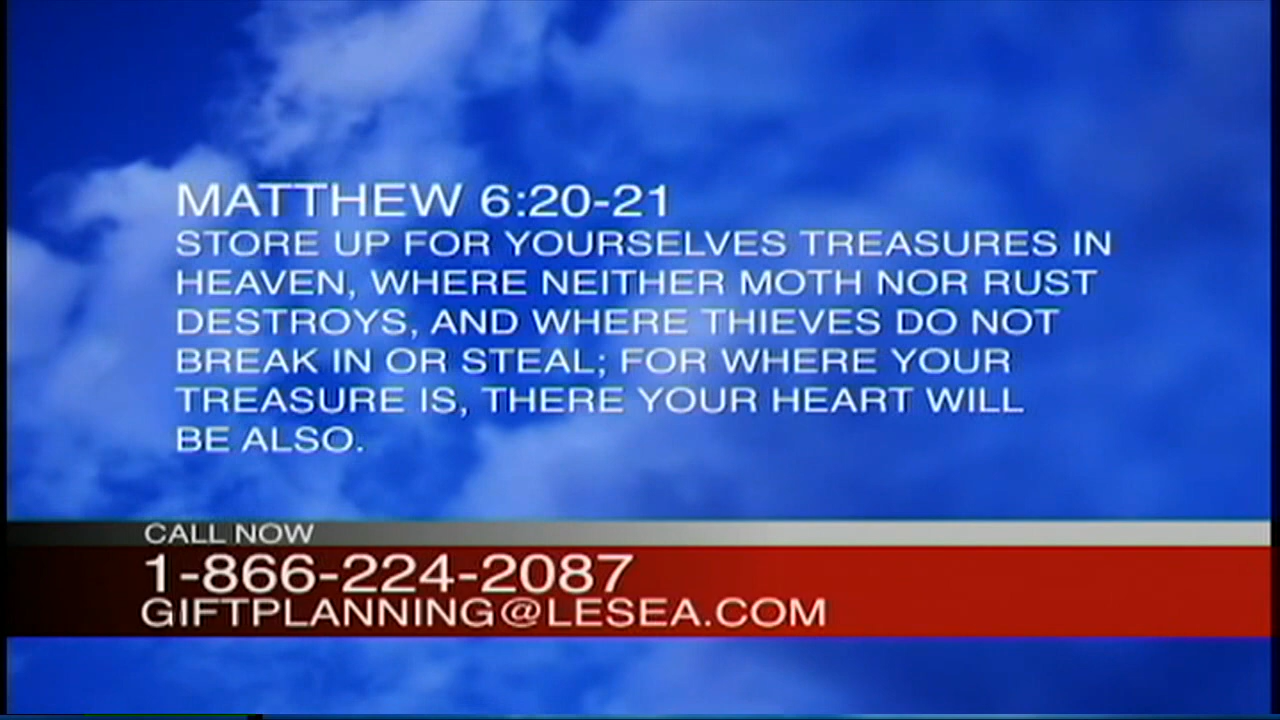 MATTHEW 6:20-21
STORE UP FOR YOURSELVES TREASURES IN
HEAVEN, WHERE NEITHER MOTH NOR RUST
DESTROYS, AND WHERE THIEVES DO NOT
BREAK IN OR STEAL; FOR WHERE YOUR
TREASURE IS, THERE YOUR HEART WILL
BE ALSO.
CALL NOW
1-866-224-2087
GIFTPLANNING@LESEA.COM